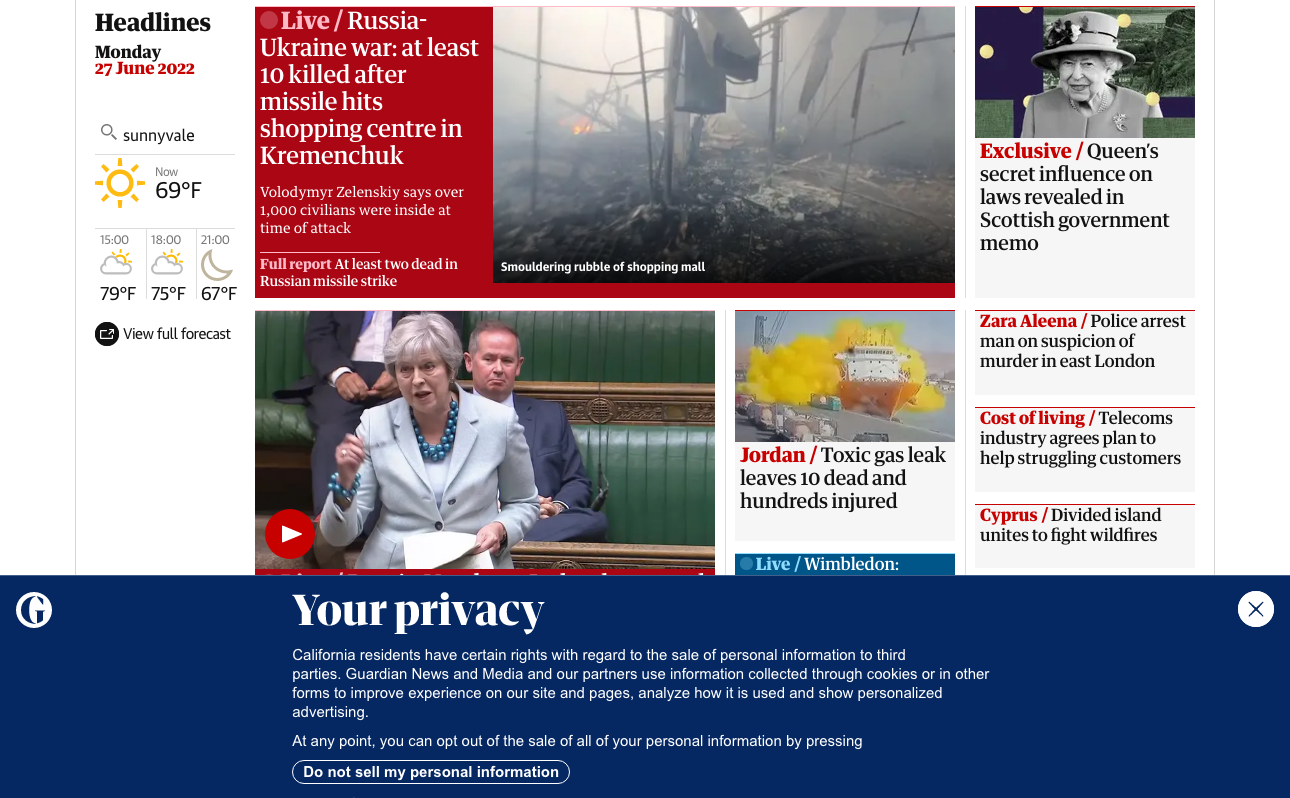 Headlines
Monday
27 June 2022
sunnyvale
Now
69°F
15:00
18:00
21:00
79°F
75°F
67°F
View full forecast
Live / Russia-
Ukraine war: at least
10 killed after
missile hits
shopping centre in
Kremenchuk
Volodymyr Zelenskiy says over
1,000 civilians were inside at
time of attack
Full report At least two dead in
Russian missile strike
Smouldering rubble of shopping mall
Exclusive / Queen’s
secret influence on
laws revealed in
Scottish government
memo
Jordan / Toxic gas leak
leaves 10 dead and
hundreds injured
Live / Wimbledon:
Zara Aleena / Police arrest
man on suspicion of
murder in east London
Cost of living / Telecoms
industry agrees plan to
help struggling customers
Cyprus / Divided island
unites to fight wildfires
G
Your privacy
California residents have certain rights with regard to the sale of personal information to third
parties. Guardian News and Media and our partners use information collected through cookies or in other
forms to improve experience on our site and pages, analyze how it is used and show personalized
advertising.
At any point, you can opt out of the sale of all of your personal information by pressing
Do not sell my personal information